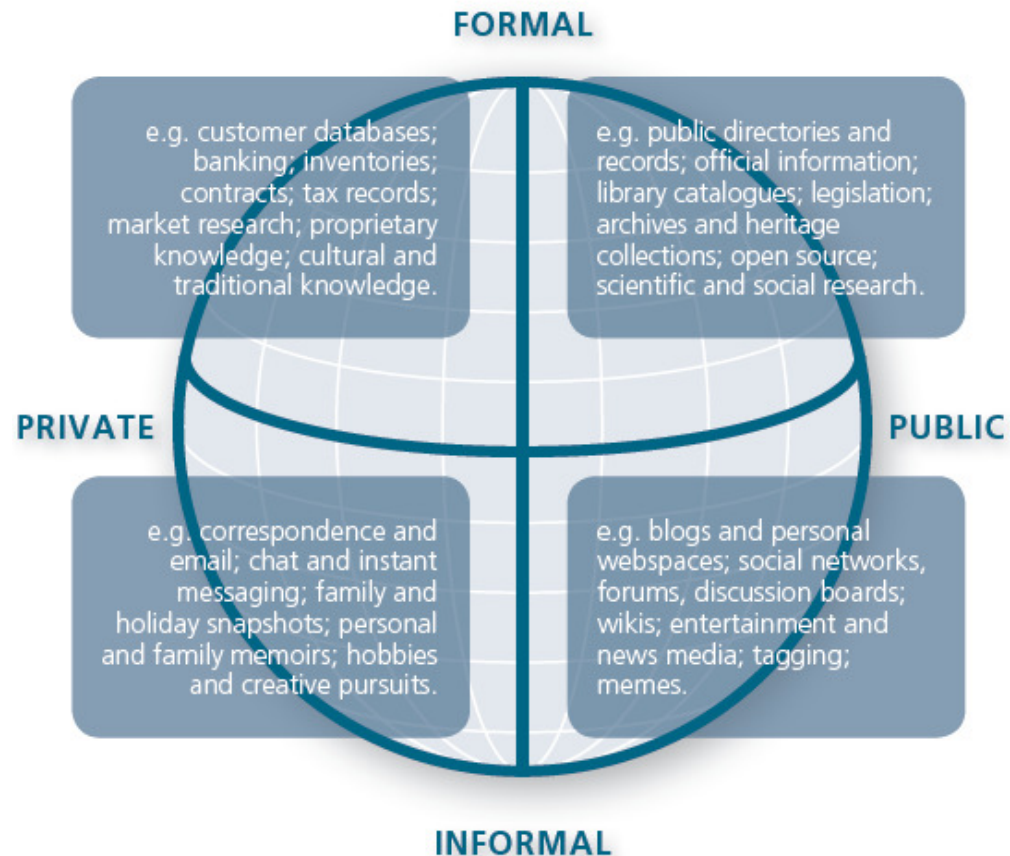 FORMAL
e.g. customer databases;
banking; inventories;
contracts; tax records;
market research; proprietary
knowledge; cultural and
traditional knowledge.
e.g. public directories and
records; official information;
library catalogues; legislation;
archives and heritage
collections; open source;
scientific and social research.
PRIVATE
PUBLIC
e.g. correspondence and
email; chat and instant
messaging; family and
holiday snapshots; personal
and family memoirs; hobbies
and creative pursuits.
e.g. blogs and personal
webspaces; social networks,
forums, discussion boards;
wikis; entertainment and
news media; tagging;
memes.
INFORMAL